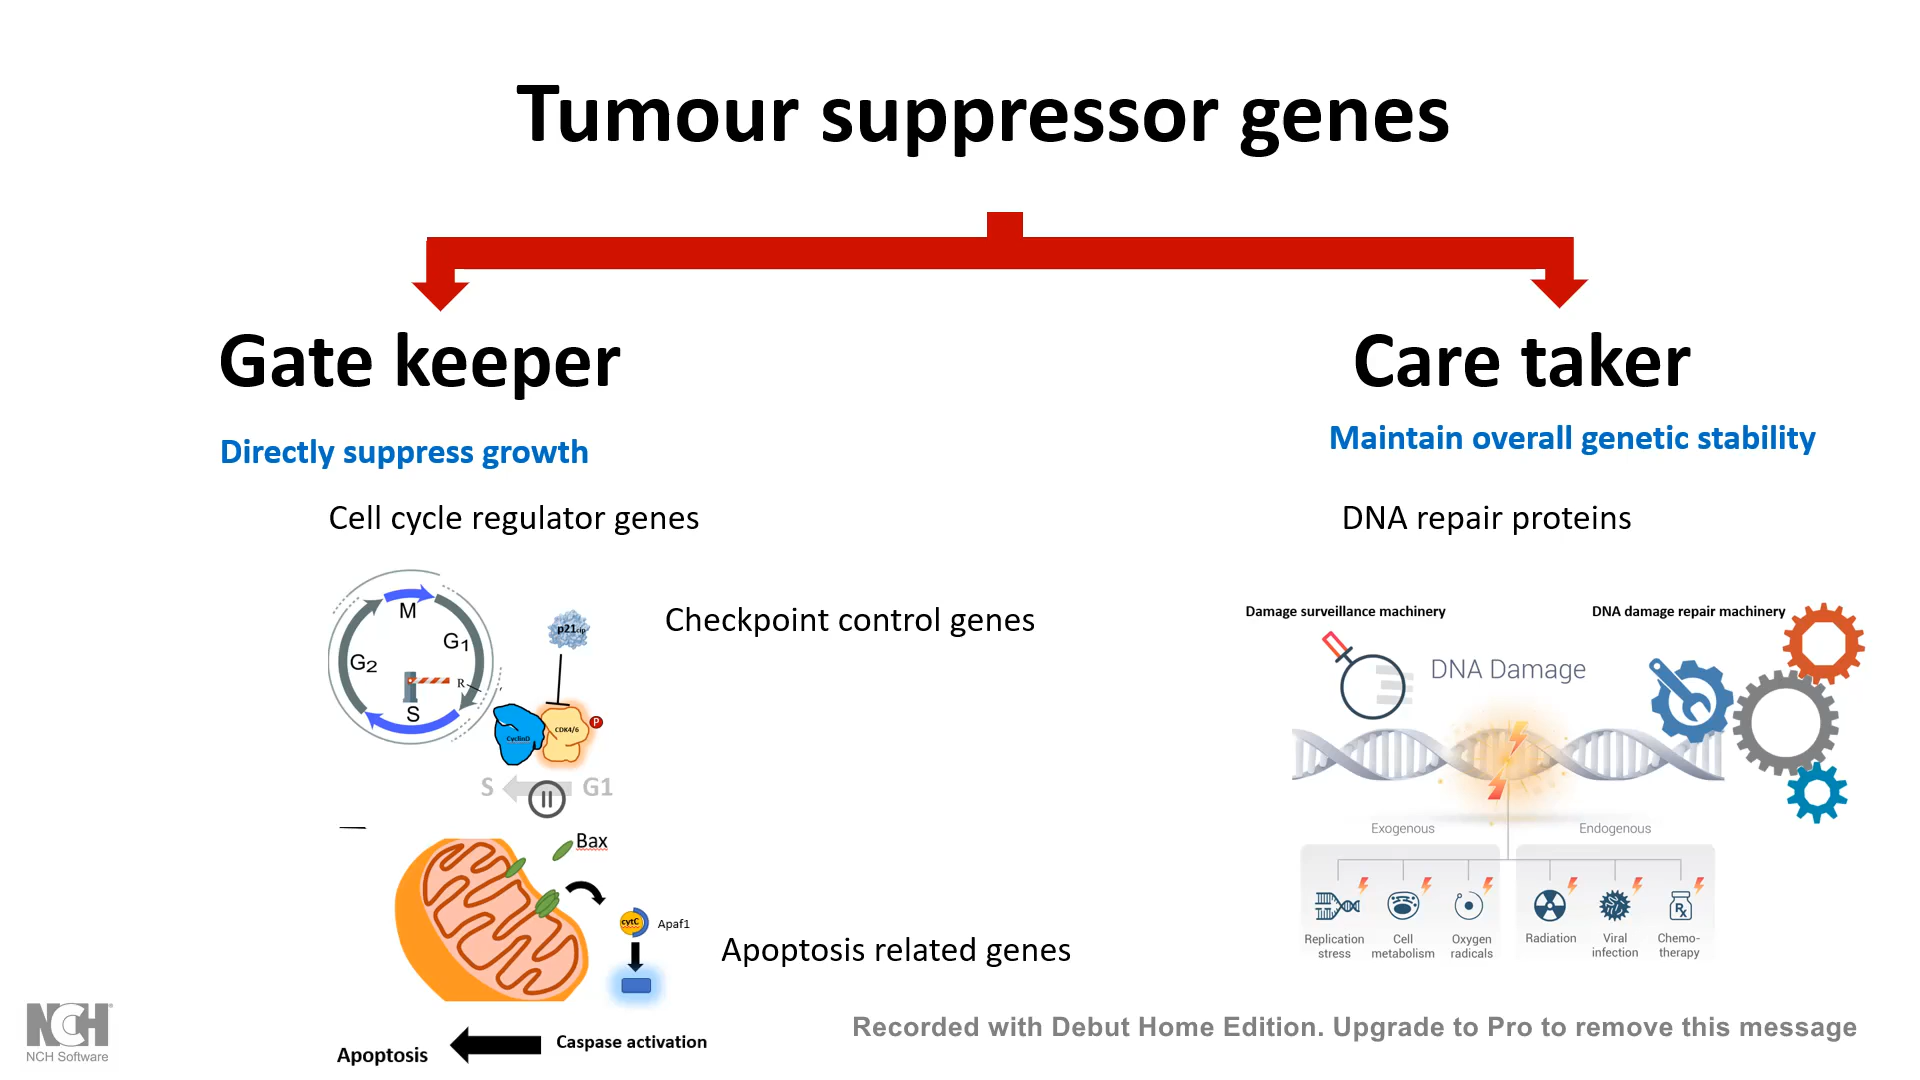 Tumour suppressor genes
Gate keeper
Directly suppress growth
Cell cycle regulator genes
M
G1
G2
R
S
p21cip
Checkpoint control genes
CyclinD
CDK4/6
P
S
G1
Bax
cytC
Apaf1
Apoptosis related genes
Apoptosis
Caspase activation
Care taker
Maintain overall genetic stability
DNA repair proteins
Damage surveillance machinery
DNA damage repair machinery
DNA Damage
Exogenous
Endogenous
Replication
stress
Cell
metabolism
Oxygen
radicals
Radiation
Viral
infection
Chemo-
therapy
Rx
NCH
NCH Software
Recorded with Debut Home Edition. Upgrade to Pro to remove this message